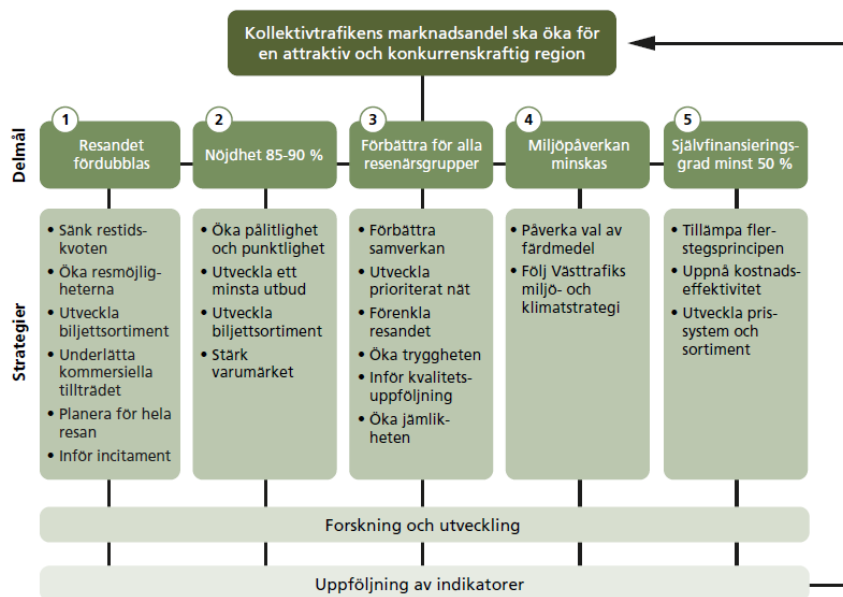 Kollektivtrafikens marknadsandel ska öka för
en attraktiv och konkurrenskraftig region
Delmål
1
Resandet
fördubblas
2
Nöjdhet 85-90 %
3
Förbättra för alla
resenärsgrupper
4
Miljöpåverkan
minskas
5
Självfinansierings-
grad minst 50 %
Strategier
• Sänk restids-
kvoten
• Öka resmöjlig-
heterna
• Utveckla
biljettsortiment
• Underlätta
kommersiella
tillträdet
• Planera för hela
resan
• Inför incitament
• Öka pålitlighet
och punktlighet
• Utveckla ett
minsta utbud
• Utveckla
biljettsortiment
• Stärk
varumärket
• Förbättra
samverkan
• Utveckla
prioriterat nät
• Förenkla
resandet
• Öka tryggheten
• Inför kvalitets-
uppföljning
• Öka jämlik-
heten
• Påverka val av
färdmedel
• Följ Västtrafiks
miljö- och
klimatstrategi
• Tillämpa fler-
stegsprincipen
• Uppnå kostnads-
effektivitet
• Utveckla pris-
system och
sortiment
Forskning och utveckling
Uppföljning av indikatorer